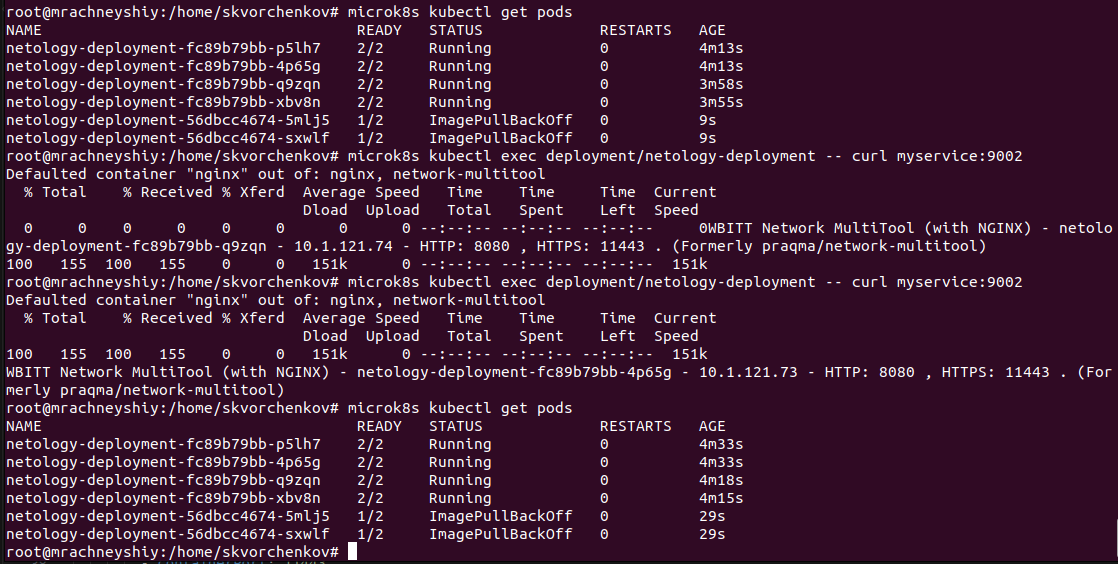 root@mrachneyshiy:/home/skvorchenkov# microk8s kubectl get pods
NAME                                   READY   STATUS             RESTARTS   AGE
netology-deployment-fc89b79bb-p5lh7    2/2     Running            0          4m13s
netology-deployment-fc89b79bb-4p65g    2/2     Running            0          4m13s
netology-deployment-fc89b79bb-q9zqn    2/2     Running            0          3m58s
netology-deployment-fc89b79bb-xbv8n    2/2     Running            0          3m55s
netology-deployment-56dbcc4674-5mlj5   1/2     ImagePullBackOff   0          9s
netology-deployment-56dbcc4674-sxwlf   1/2     ImagePullBackOff   0          9s
root@mrachneyshiy:/home/skvorchenkov# microk8s kubectl exec deployment/netology-deployment -- curl myservice:9002
Defaulted container "nginx" out of: nginx, network-multitool
  % Total    % Received % Xferd  Average Speed   Time    Time     Time  Current
                                 Dload  Upload   Total   Spent    Left  Speed
  0     0    0     0    0     0      0      0 --:--:-- --:--:-- --:--:--     0WBITT Network MultiTool (with NGINX) - netolo
gy-deployment-fc89b79bb-q9zqn - 10.1.121.74 - HTTP: 8080 , HTTPS: 11443 . (Formerly praqma/network-multitool)
100   155  100   155    0     0   151k      0 --:--:-- --:--:-- --:--:--  151k
root@mrachneyshiy:/home/skvorchenkov# microk8s kubectl exec deployment/netology-deployment -- curl myservice:9002
Defaulted container "nginx" out of: nginx, network-multitool
  % Total    % Received % Xferd  Average Speed   Time    Time     Time  Current
                                 Dload  Upload   Total   Spent    Left  Speed
100   155  100   155    0     0   151k      0 --:--:-- --:--:-- --:--:--  151k
WBITT Network MultiTool (with NGINX) - netology-deployment-fc89b79bb-4p65g - 10.1.121.73 - HTTP: 8080 , HTTPS: 11443 . (For
merly praqma/network-multitool)
root@mrachneyshiy:/home/skvorchenkov# microk8s kubectl get pods
NAME                                   READY   STATUS             RESTARTS   AGE
netology-deployment-fc89b79bb-p5lh7    2/2     Running            0          4m33s
netology-deployment-fc89b79bb-4p65g    2/2     Running            0          4m33s
netology-deployment-fc89b79bb-q9zqn    2/2     Running            0          4m18s
netology-deployment-fc89b79bb-xbv8n    2/2     Running            0          4m15s
netology-deployment-56dbcc4674-5mlj5   1/2     ImagePullBackOff   0          29s
netology-deployment-56dbcc4674-sxwlf   1/2     ImagePullBackOff   0          29s
root@mrachneyshiy:/home/skvorchenkov#